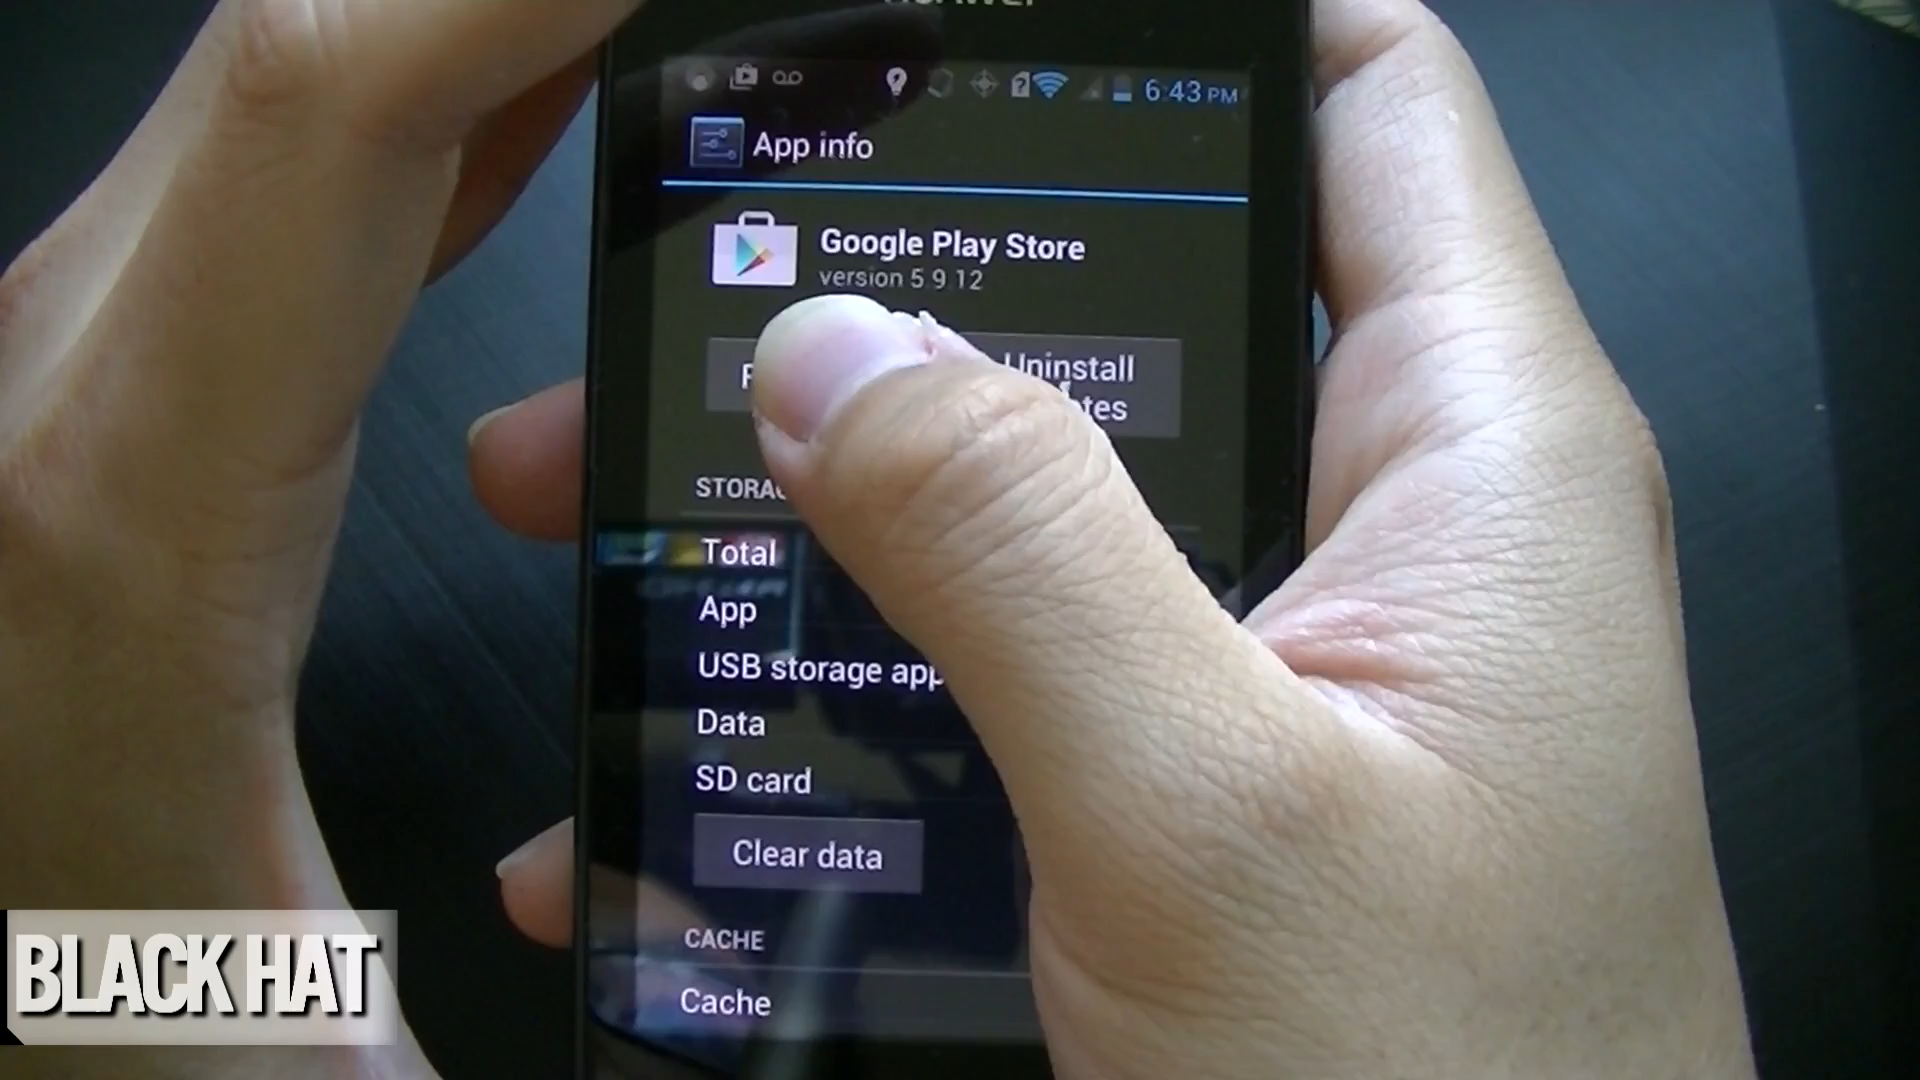 6:43 PM
App info
Google Play Store
version 5 9 12
Uninstall
Total
App
USB storage app
Data
SD card
Clear data
CACHE
Cache
BLACK HAT